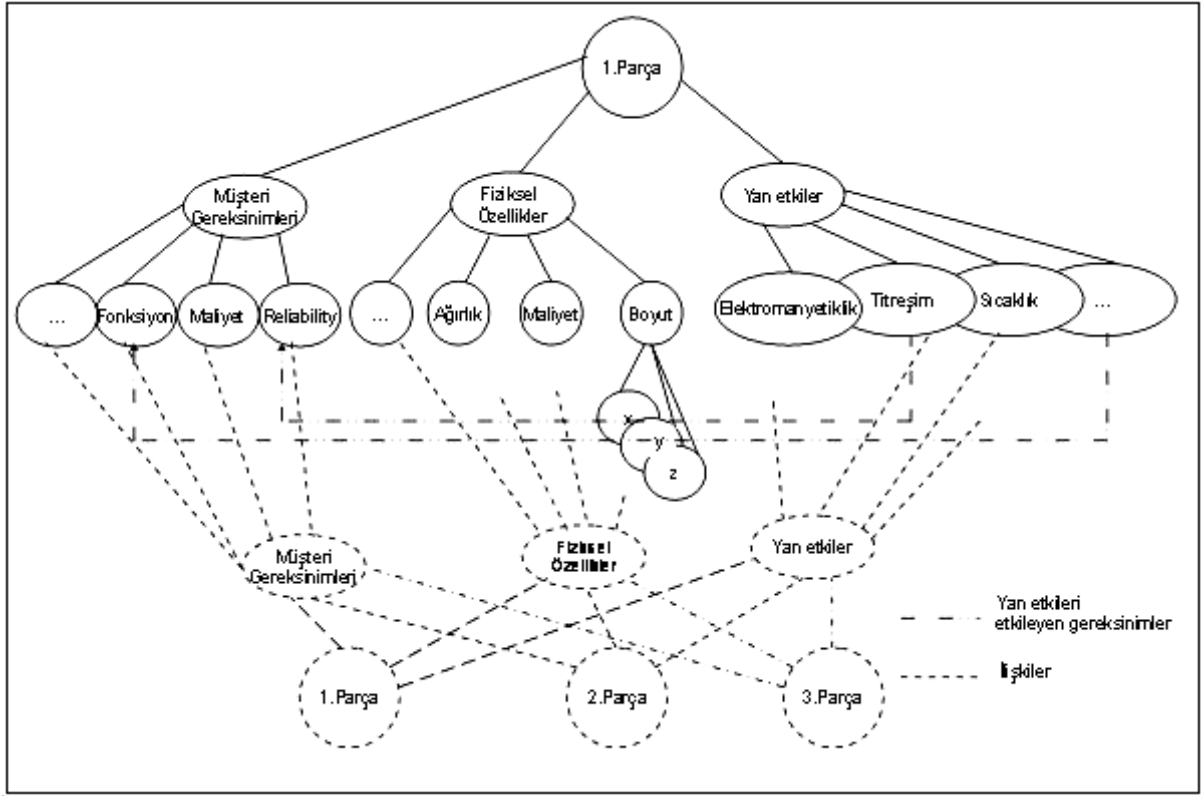 1.Parça
Müşteri
Gereksinimleri
Fiziksel
Özellikler
Yan etkiler
...
Fonksiyon
Maliyet
Reliability
...
Ağırlık
Maliyet
Boyut
Elektromanyetiklik
Titreşim
Sıcaklık
...
x
y
z
Müşteri
Gereksinimleri
Fiziksel
Özellikler
Yan etkiler
Yan etkileri
etkileyen gereksinimler
İlişkiler
1.Parça
2.Parça
3.Parça